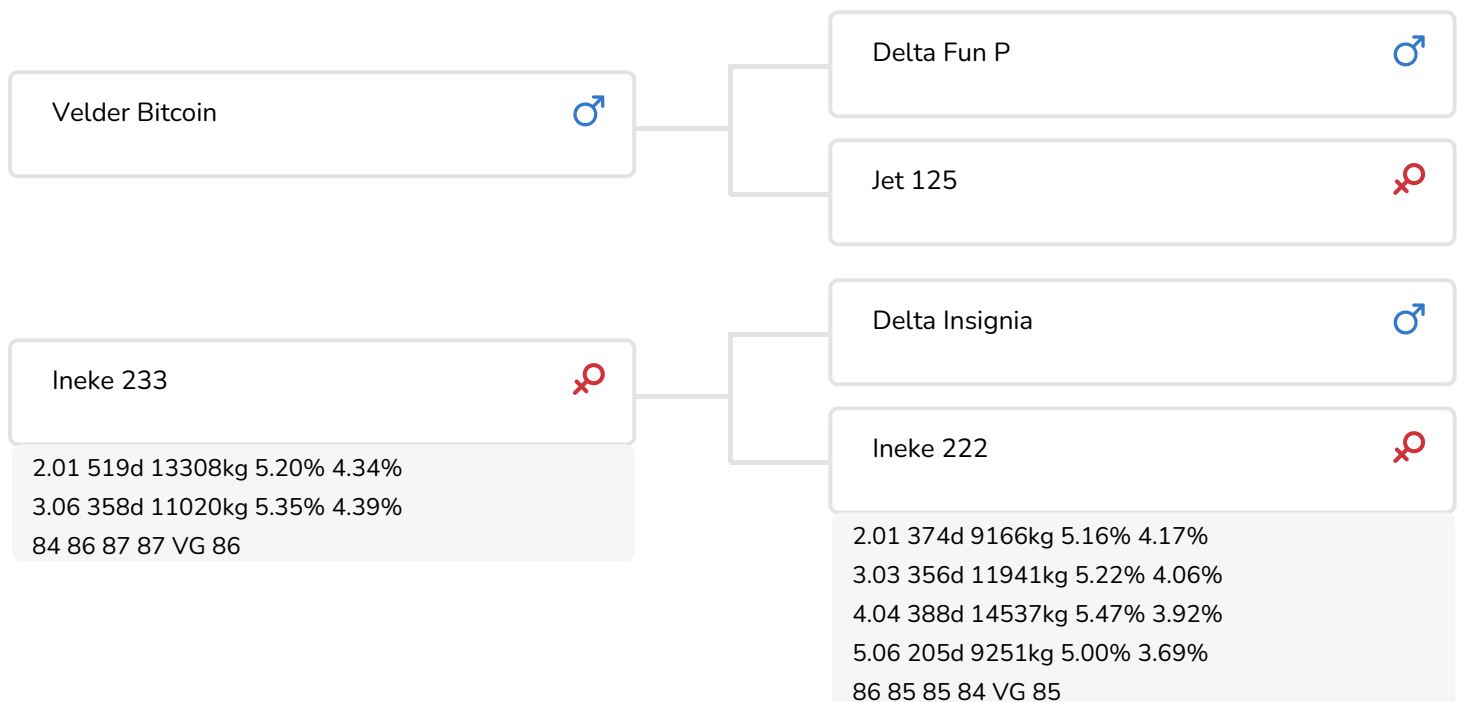 Velder Bitcoin
Delta Fun P
Jet 125
Ineke 233
2.01 519d 13308kg 5.20% 4.34%
3.06 358d 11020kg 5.35% 4.39%
84 86 87 87 VG 86
Delta Insignia
Ineke 222
2.01 374d 9166kg 5.16% 4.17%
3.03 356d 11941kg 5.22% 4.06%
4.04 388d 14537kg 5.47% 3.92%
5.06 205d 9251kg 5.00% 3.69%
86 85 85 84 VG 85